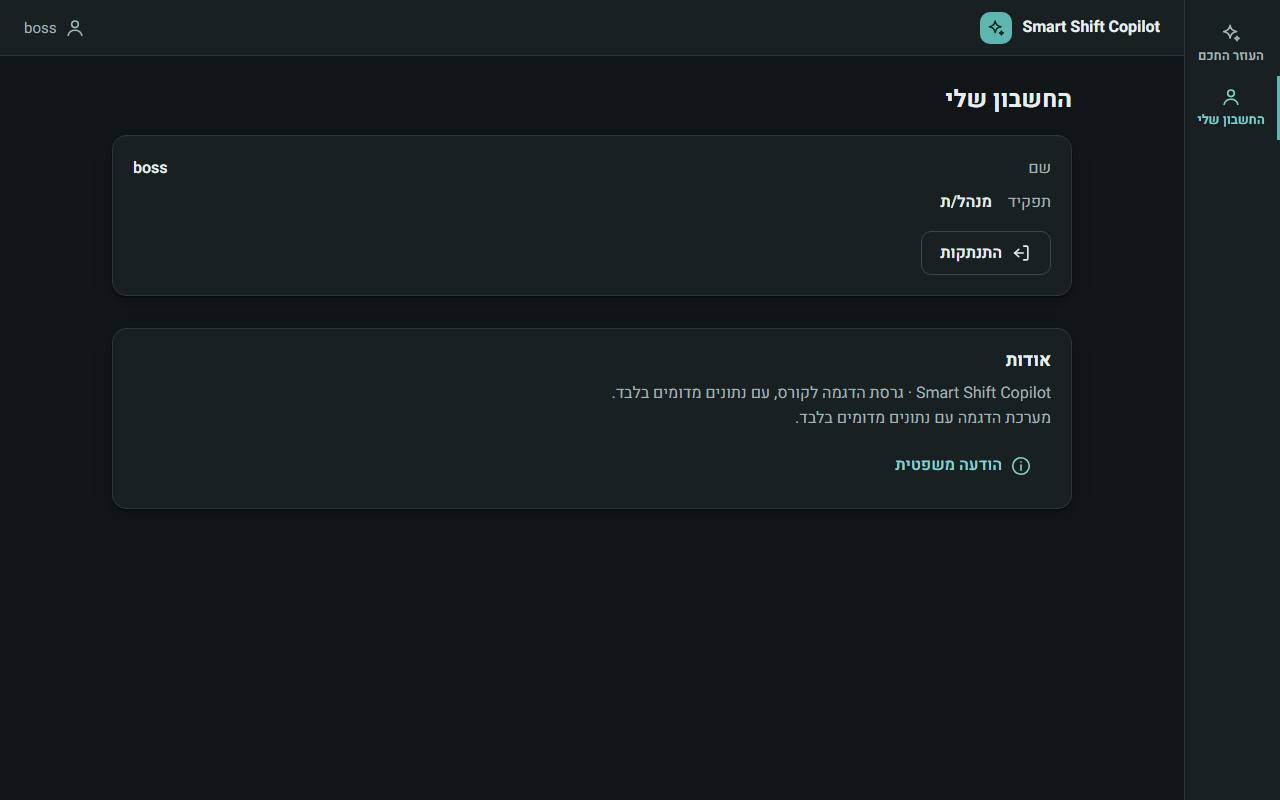 Smart Shift Copilot
boss
העוזר החכם
החשבון שלי
החשבון שלי
שם boss
תפקיד מנהל/ת
התנתקות
אודות
Smart Shift Copilot · גרסת הדגמה לקורס, עם נתונים מדומים בלבד.
מערכת הדגמה עם נתונים מדומים בלבד.
הודעה משפטית